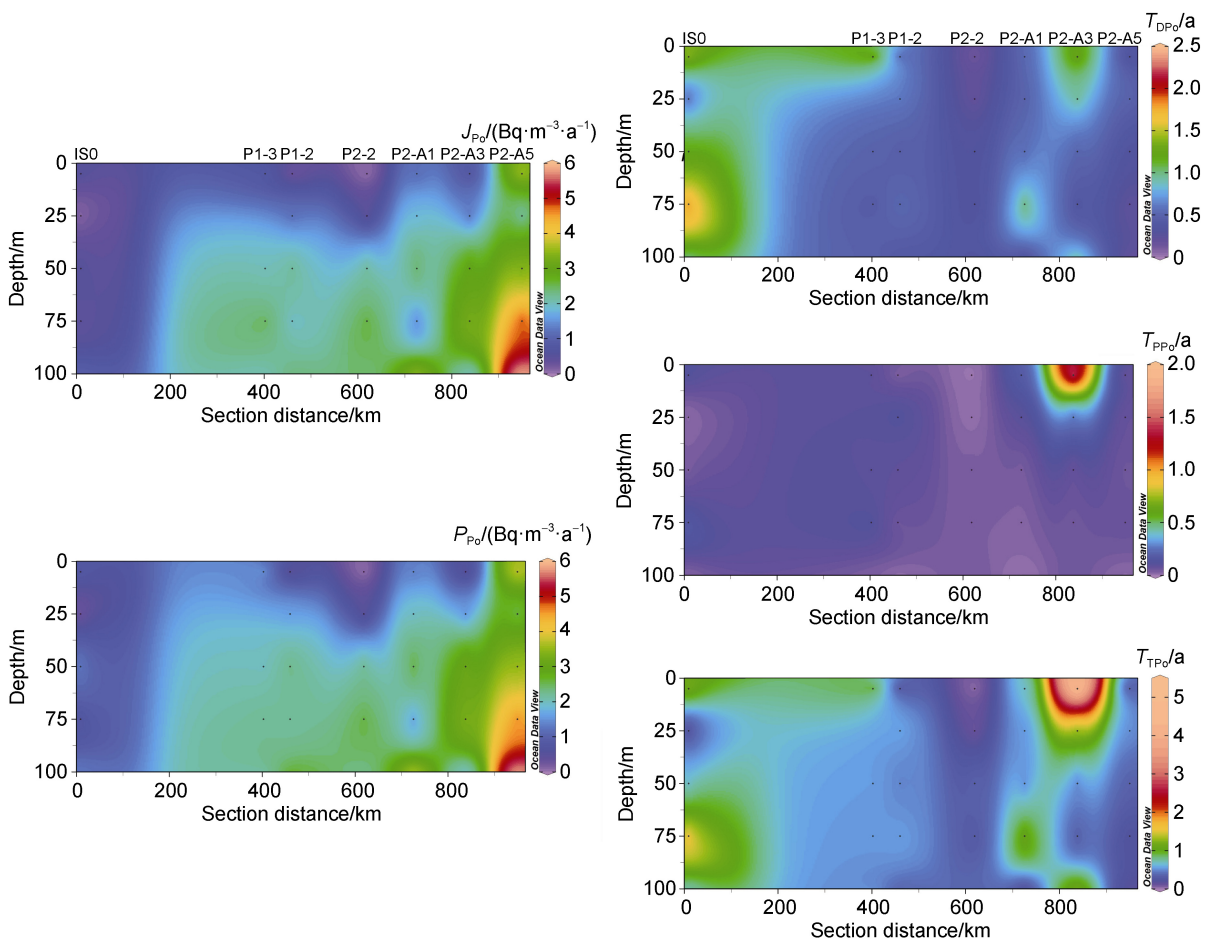 J_Po/(Bq·m⁻³·a⁻¹)
IS0 P1-3 P1-2 P2-2 P2-A1 P2-A3 P2-A5
0
25
50
75
100
Depth/m
0 200 400 600 800
Section distance/km
Ocean Data View
6
5
4
3
2
1
0
P_Po/(Bq·m⁻³·a⁻¹)
0
25
50
75
100
Depth/m
0 200 400 600 800
Section distance/km
Ocean Data View
6
5
4
3
2
1
0
T_DPo/a
IS0 P1-3 P1-2 P2-2 P2-A1 P2-A3 P2-A5
0
25
50
75
100
Depth/m
0 200 400 600 800
Section distance/km
Ocean Data View
2.5
2.0
1.5
1.0
0.5
0
T_PPo/a
0
25
50
75
100
Depth/m
0 200 400 600 800
Section distance/km
Ocean Data View
2.0
1.5
1.0
0.5
0
T_TPo/a
0
25
50
75
100
Depth/m
0 200 400 600 800
Section distance/km
Ocean Data View
5
4
3
2
1
0